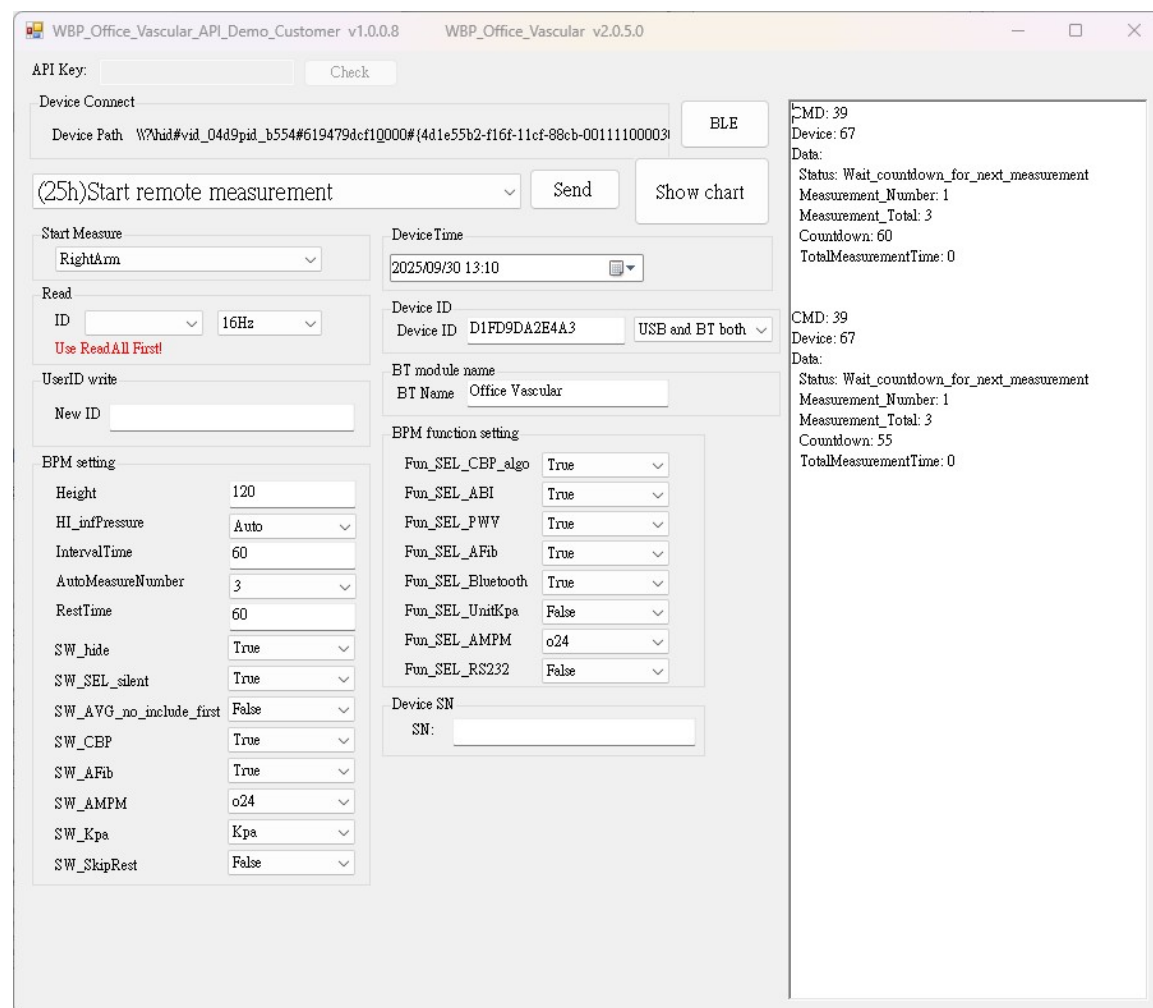 WBP_Office_Vascular_API_Demo_Customer v1.0.0.8 WBP_Office_Vascular v2.0.5.0
API Key: Check
Device Connect
Device Path \\?\hid#vid_04d9pid_b554#619479dcf10000#{4d1e55b2-f16f-11cf-88cb-001111000030
BLE
(25h)Start remote measurement
Send
Show chart
Start Measure
RightArm
Read
ID 16Hz
Use ReadAll First!
UserID write
New ID
BPM setting
Height 120
HI_infPressure Auto
IntervalTime 60
AutoMeasureNumber 3
RestTime 60
SW_hide True
SW_SEL_silent True
SW_AVG_no_include_first False
SW_CBP True
SW_AFib True
SW_AMPM o24
SW_Kpa Kpa
SW_SkipRest False
DeviceTime
2025/09/30 13:10
Device ID
Device ID D1FD9DA2E4A3 USB and BT both
BT module name
BT Name Office Vascular
BPM function setting
Fun_SEL_CBP_algo True
Fun_SEL_ABI True
Fun_SEL_PWV True
Fun_SEL_AFib True
Fun_SEL_Bluetooth True
Fun_SEL_UnitKpa False
Fun_SEL_AMPM o24
Fun_SEL_RS232 False
Device SN
SN:
CMD: 39
Device: 67
Data:
Status: Wait_countdown_for_next_measurement
Measurement_Number: 1
Measurement_Total: 3
Countdown: 60
TotalMeasurementTime: 0
CMD: 39
Device: 67
Data:
Status: Wait_countdown_for_next_measurement
Measurement_Number: 1
Measurement_Total: 3
Countdown: 55
TotalMeasurementTime: 0